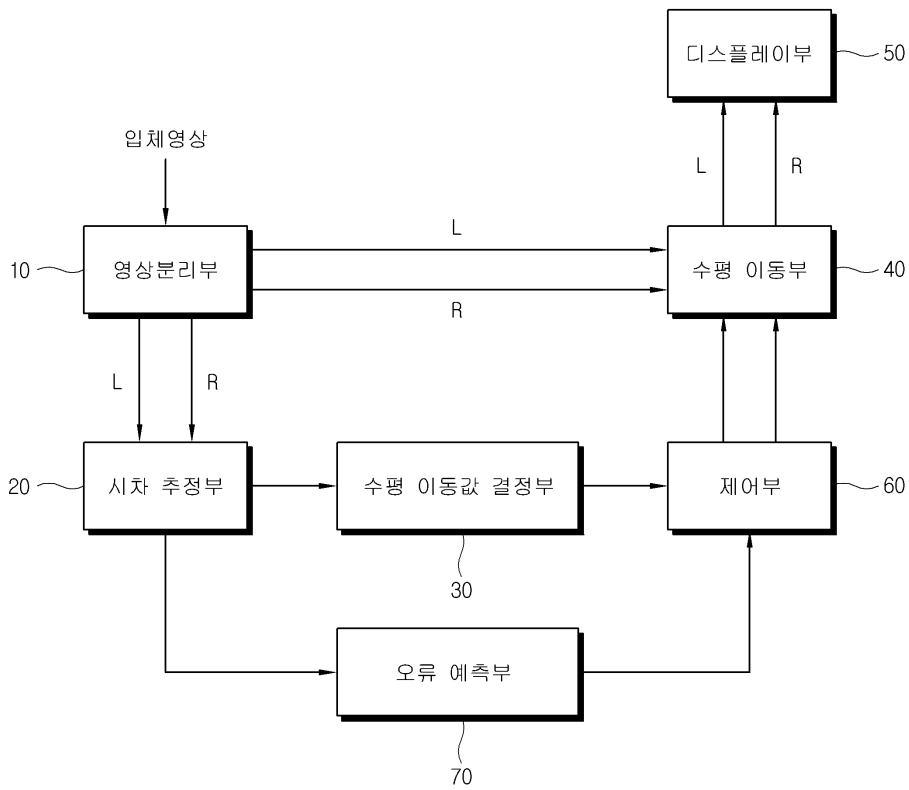 디스플레이부
50
입체영상
L
R
10
영상분리부
L
R
수평 이동부
40
L
R
20
시차 추정부
수평 이동값 결정부
제어부
60
30
오류 예측부
70